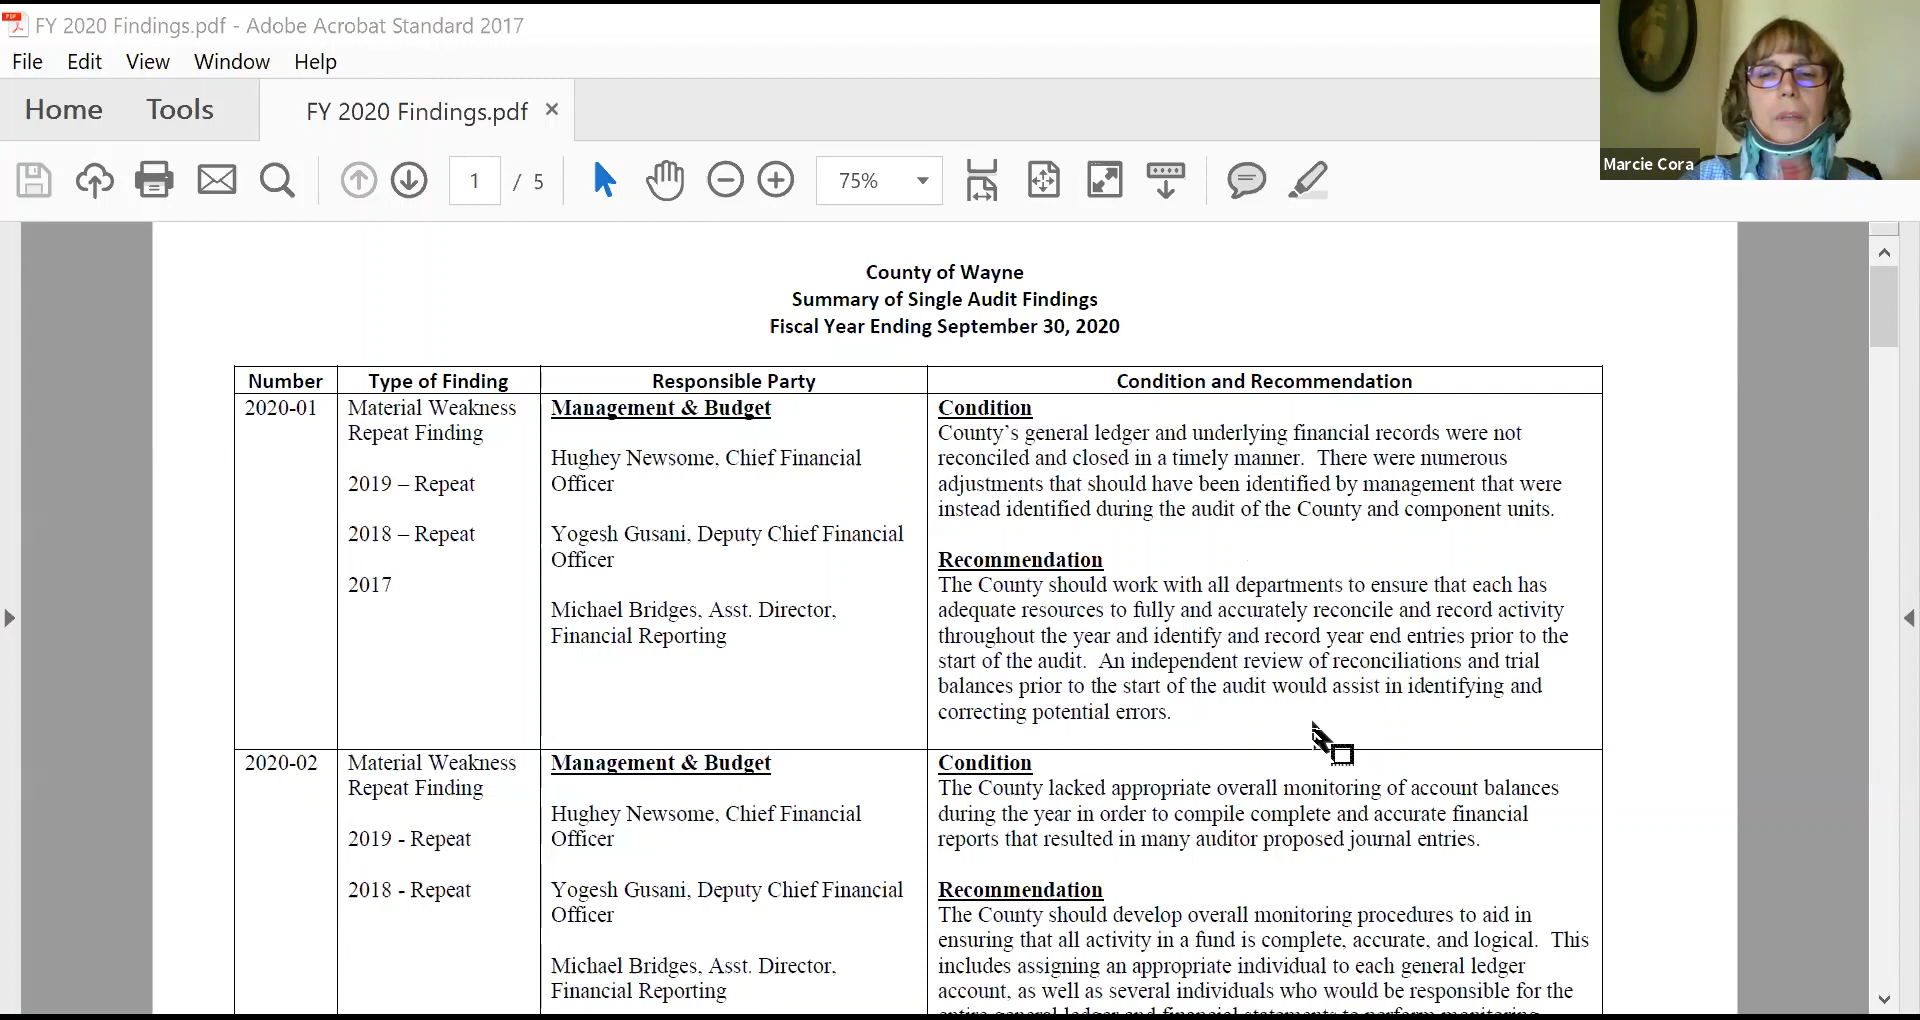 FY 2020 Findings.pdf - Adobe Acrobat Standard 2017
File Edit View Window Help
Home Tools FY 2020 Findings.pdf ×
1 / 5 75%
Marcie Cora
County of Wayne
Summary of Single Audit Findings
Fiscal Year Ending September 30, 2020
Number Type of Finding Responsible Party Condition and Recommendation
2020-01
Material Weakness
Repeat Finding
2019 – Repeat
2018 – Repeat
2017
Management & Budget
Hughey Newsome, Chief Financial
Officer
Yogesh Gusani, Deputy Chief Financial
Officer
Michael Bridges, Asst. Director,
Financial Reporting
Condition
County's general ledger and underlying financial records were not
reconciled and closed in a timely manner. There were numerous
adjustments that should have been identified by management that were
instead identified during the audit of the County and component units.
Recommendation
The County should work with all departments to ensure that each has
adequate resources to fully and accurately reconcile and record activity
throughout the year and identify and record year end entries prior to the
start of the audit. An independent review of reconciliations and trial
balances prior to the start of the audit would assist in identifying and
correcting potential errors.
2020-02
Material Weakness
Repeat Finding
2019 - Repeat
2018 - Repeat
Management & Budget
Hughey Newsome, Chief Financial
Officer
Yogesh Gusani, Deputy Chief Financial
Officer
Michael Bridges, Asst. Director,
Financial Reporting
Condition
The County lacked appropriate overall monitoring of account balances
during the year in order to compile complete and accurate financial
reports that resulted in many auditor proposed journal entries.
Recommendation
The County should develop overall monitoring procedures to aid in
ensuring that all activity in a fund is complete, accurate, and logical. This
includes assigning an appropriate individual to each general ledger
account, as well as several individuals who would be responsible for the